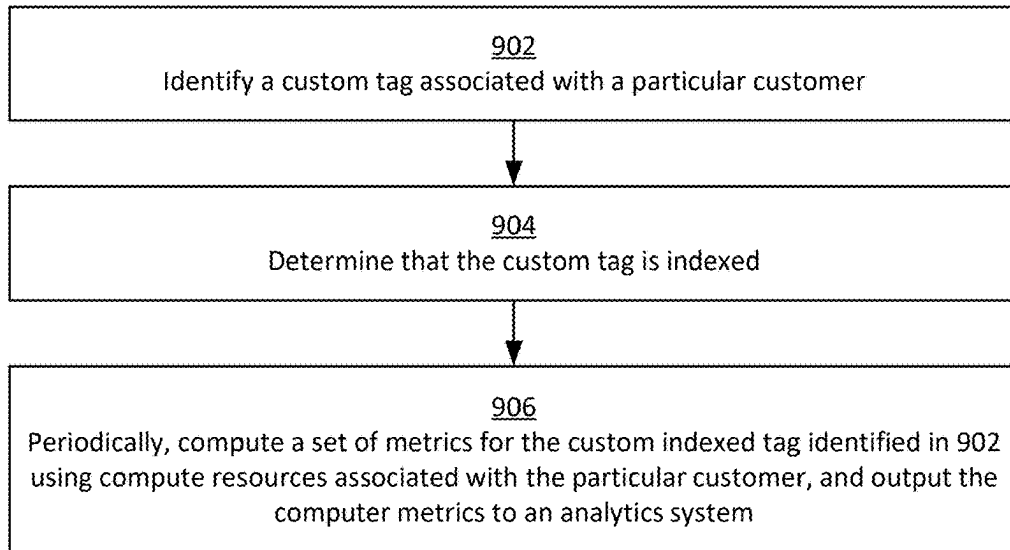 902
Identify a custom tag associated with a particular customer
904
Determine that the custom tag is indexed
906
Periodically, compute a set of metrics for the custom indexed tag identified in 902
using compute resources associated with the particular customer, and output the
computer metrics to an analytics system